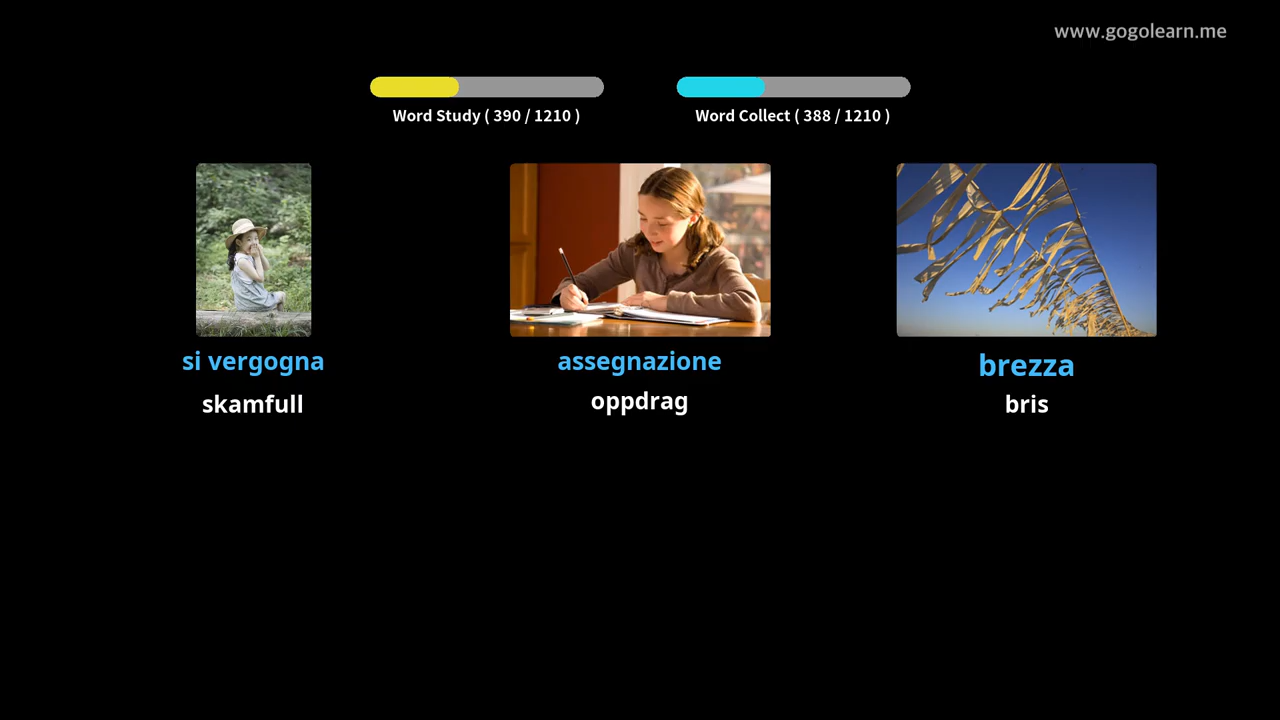 www.gogolearn.me
Word Study ( 390 / 1210 )
Word Collect ( 388 / 1210 )
si vergogna
assegnazione
brezza
skamfull
oppdrag
bris